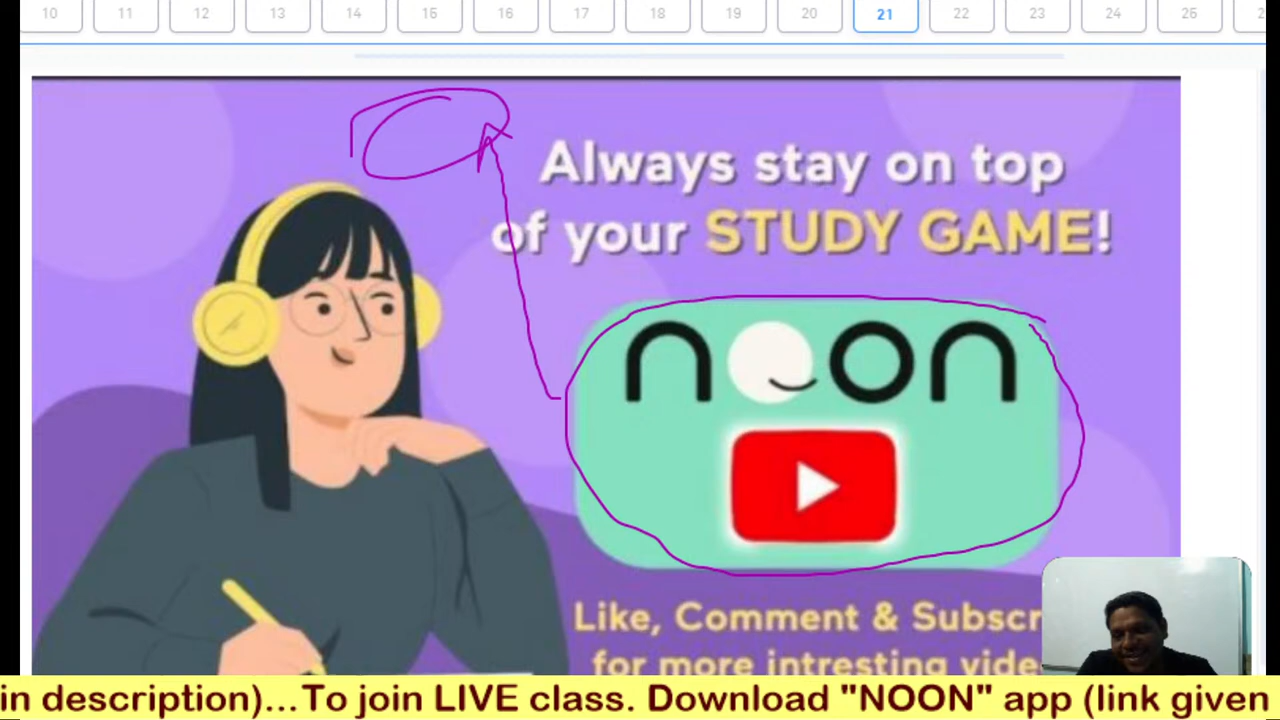 10 11 12 13 14 15 16 17 18 19 20 21 22 23 24 25
Always stay on top
of your STUDY GAME!
noon
Like, Comment & Subscr
for more intresting vide
in description)...To join LIVE class. Download "NOON" app (link given